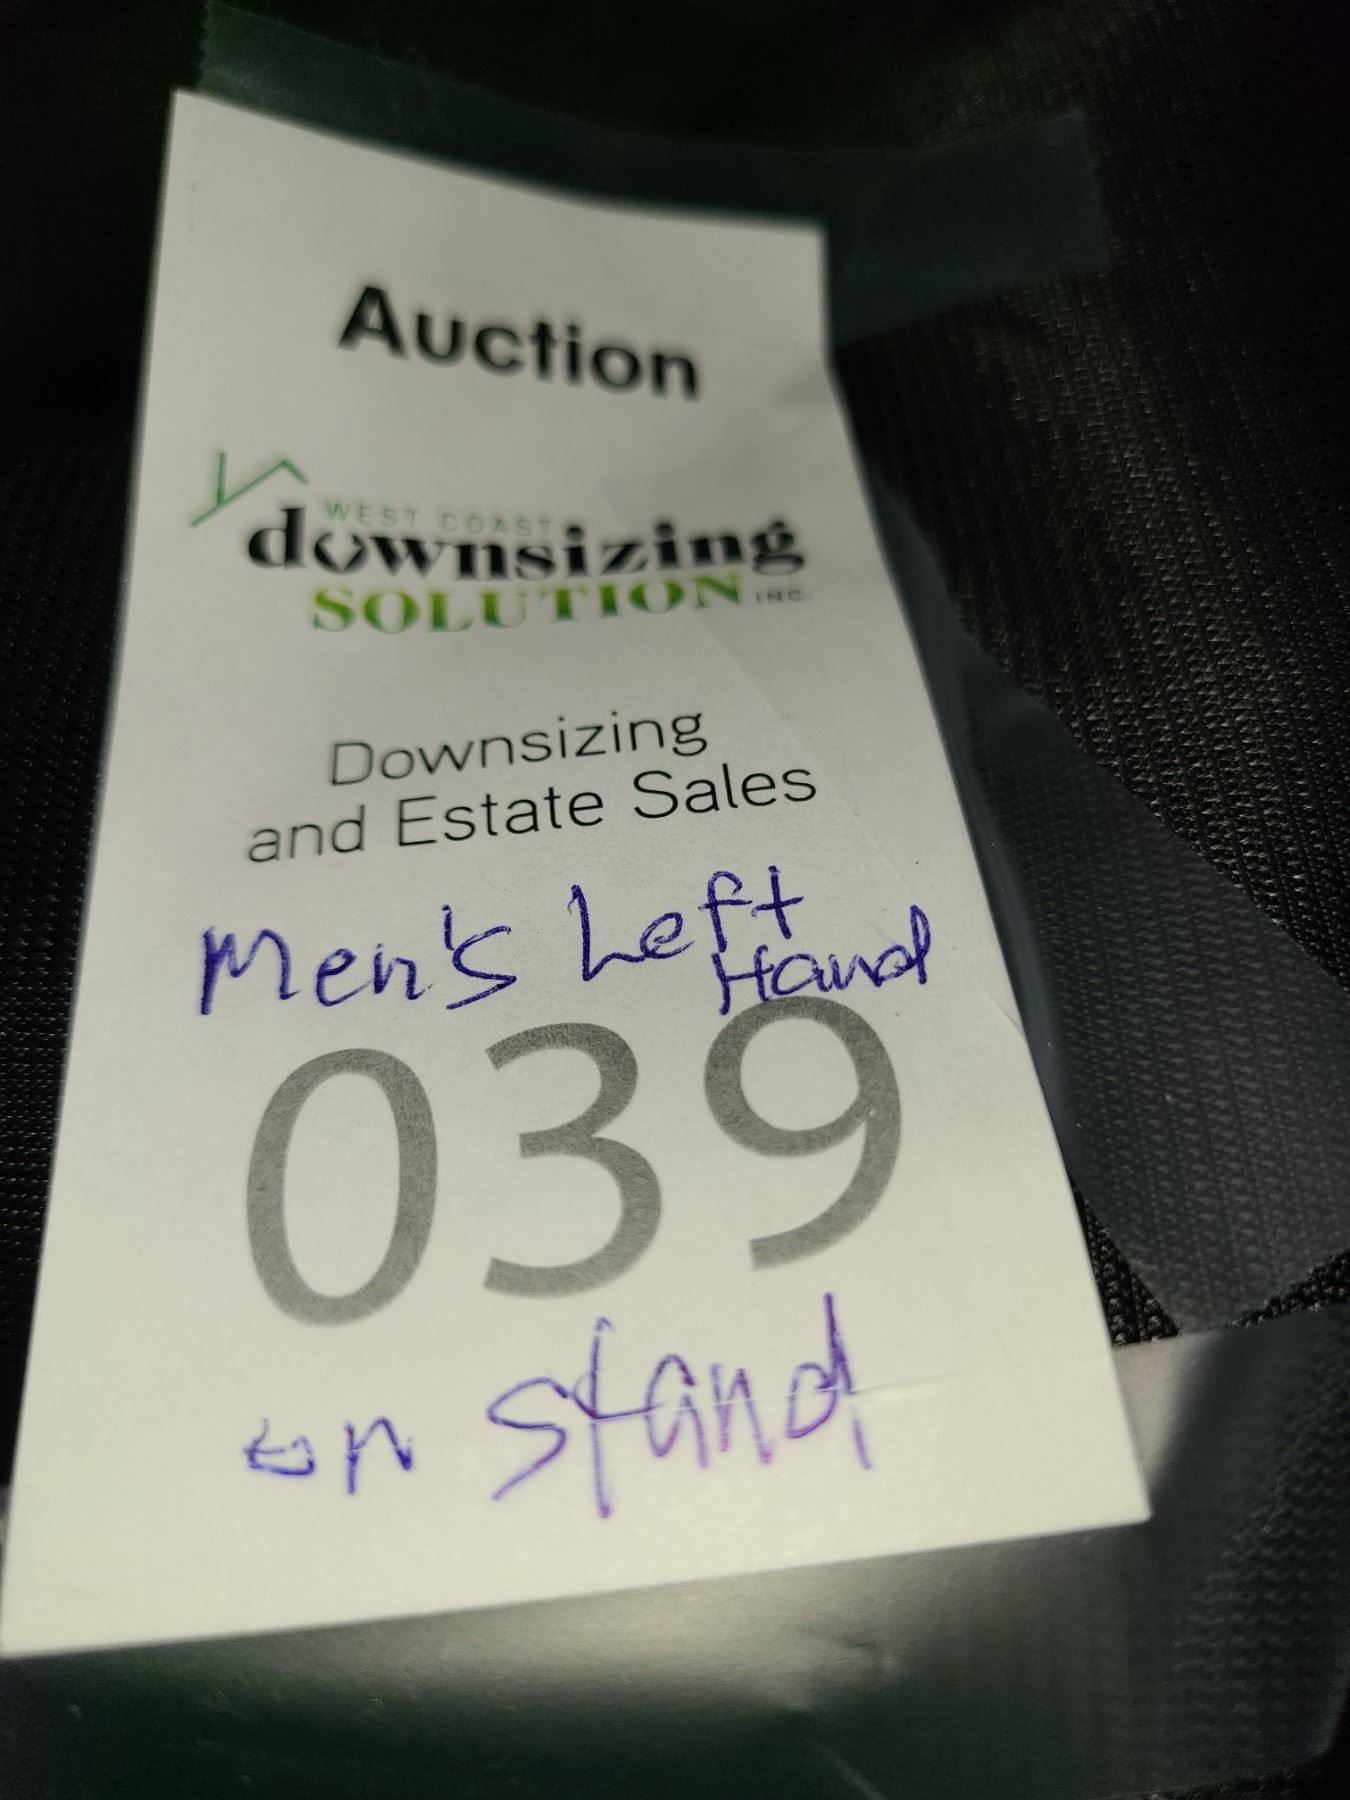 Auction
WEST COAST
downsizing
SOLUTION INC.
Downsizing
and Estate Sales
Men's Left
Hand
039
on stand